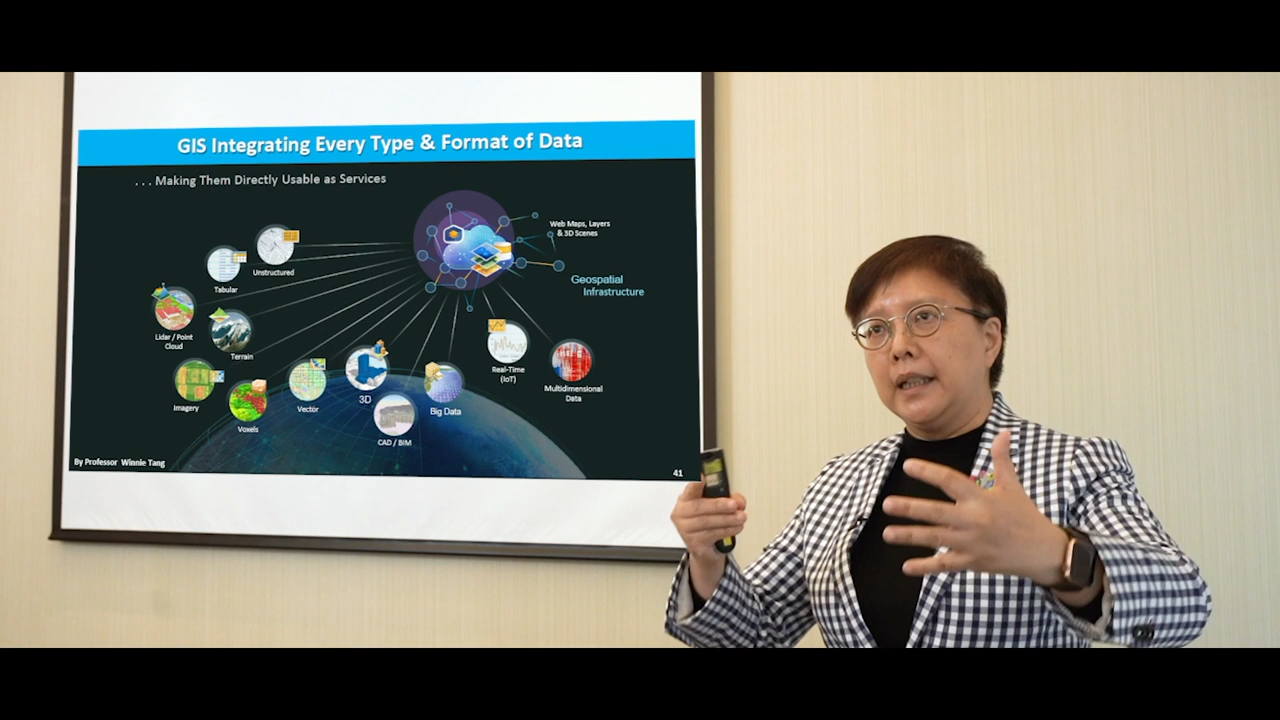 GIS Integrating Every Type & Format of Data
. . . Making Them Directly Usable as Services
Web Maps, Layers
& 3D Scenes
Geospatial
Infrastructure
Unstructured
Tabular
Lidar / Point
Cloud
Terrain
Imagery
Voxels
Vector
3D
CAD / BIM
Big Data
Real-Time
(IoT)
Multidimensional
Data
By Professor Winnie Tang
41